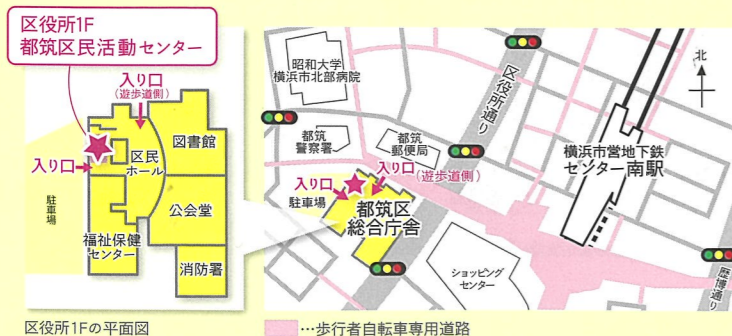 区役所1F
都筑区民活動センター
入り口
(遊歩道側)
図書館
区民
ホール
入り口
駐車場
公会堂
福祉保健
センター
消防署
区役所1Fの平面図
昭和大学
横浜市北部病院
区役所通り
北
都筑
警察署
都筑
郵便局
横浜市営地下鉄
センター南駅
入り口
入り口
(遊歩道側)
駐車場
都筑区
総合庁舎
ショッピング
センター
歴博通り
…歩行者自転車専用道路